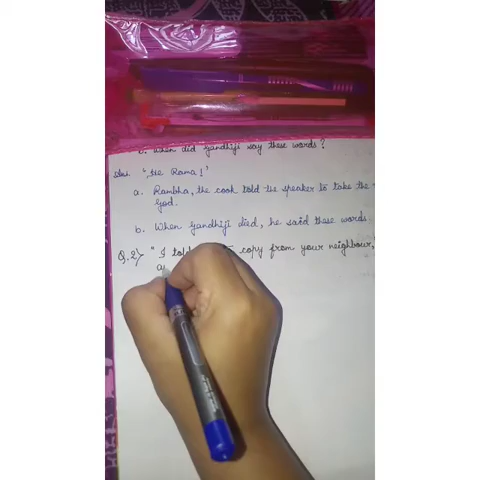 b. When did Gandhiji say these words?
Soln. "He Rama!"
a. Rambha, the cook told the speaker to take the
God.
b. When Gandhiji died, he said these words.
Q.2) " I told copy from your neighbour,